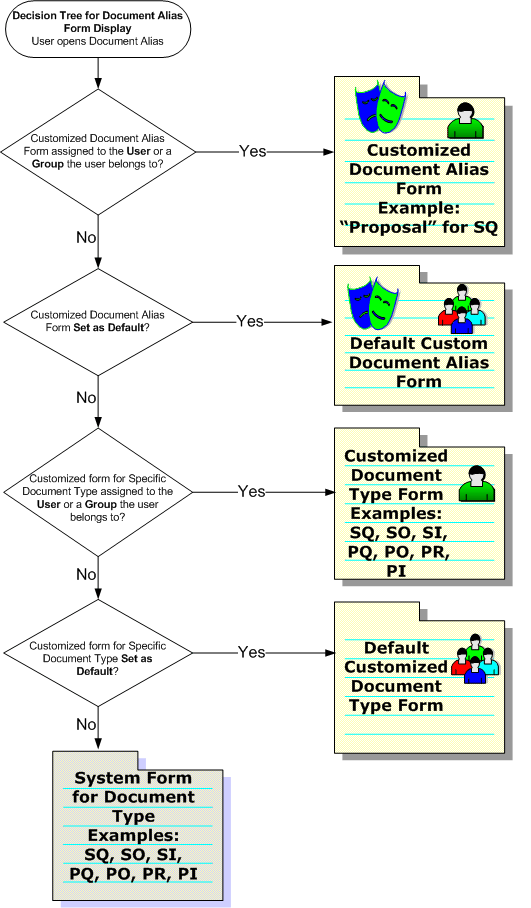 Decision Tree for Document Alias
Form Display
User opens Document Alias
Customized Document Alias
Form assigned to the User or a
Group the user belongs to?
Yes
Customized
Document Alias
Form
Example:
“Proposal” for SQ
No
Customized Document Alias
Form Set as Default?
Yes
Default Custom
Document Alias
Form
No
Customized form for Specific
Document Type assigned to the
User or a Group the user
belongs to?
Yes
Customized
Document
Type Form
Examples:
SQ, SO, SI,
PQ, PO, PR,
PI
No
Customized form for Specific
Document Type Set as
Default?
Yes
Default
Customized
Document
Type Form
No
System Form
for Document
Type
Examples:
SQ, SO, SI,
PQ, PO, PR, PI